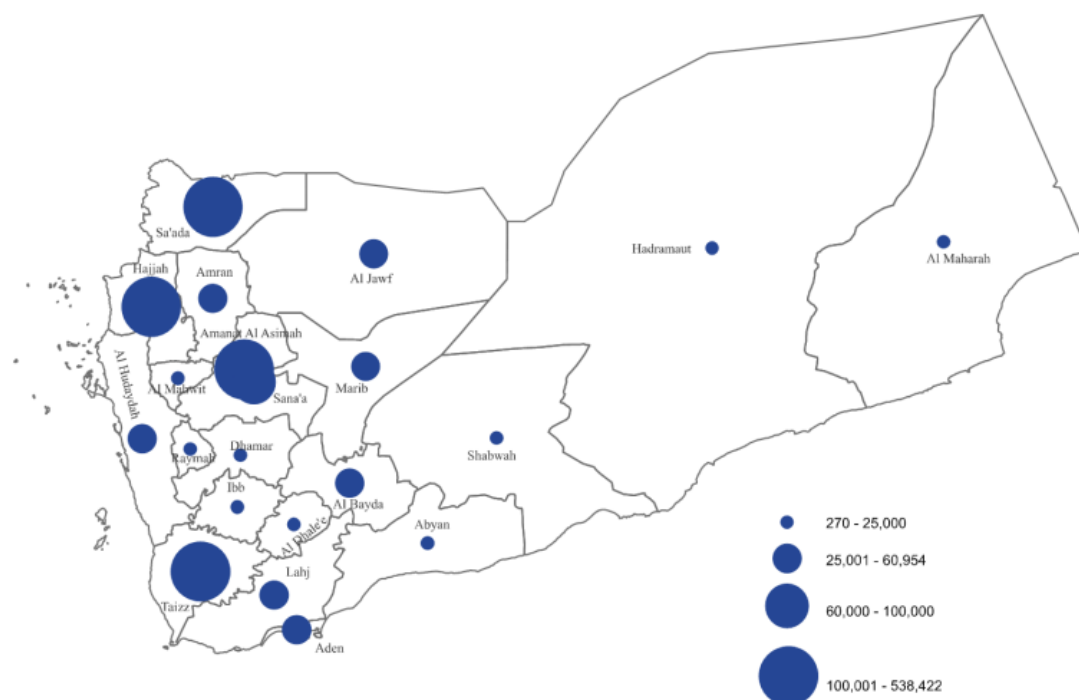 Sa'ada
Hajjah
Amran
Al Jawf
Hadramaut
Al Maharah
Amanat Al Asimah
Al Hudaydah
Al Mahwit
Sana'a
Marib
Raymah
Dhamar
Shabwah
Ibb
Al Bayda
Al Dhale'e
Abyan
Lahj
Taizz
Aden
270 - 25,000
25,001 - 60,954
60,000 - 100,000
100,001 - 538,422